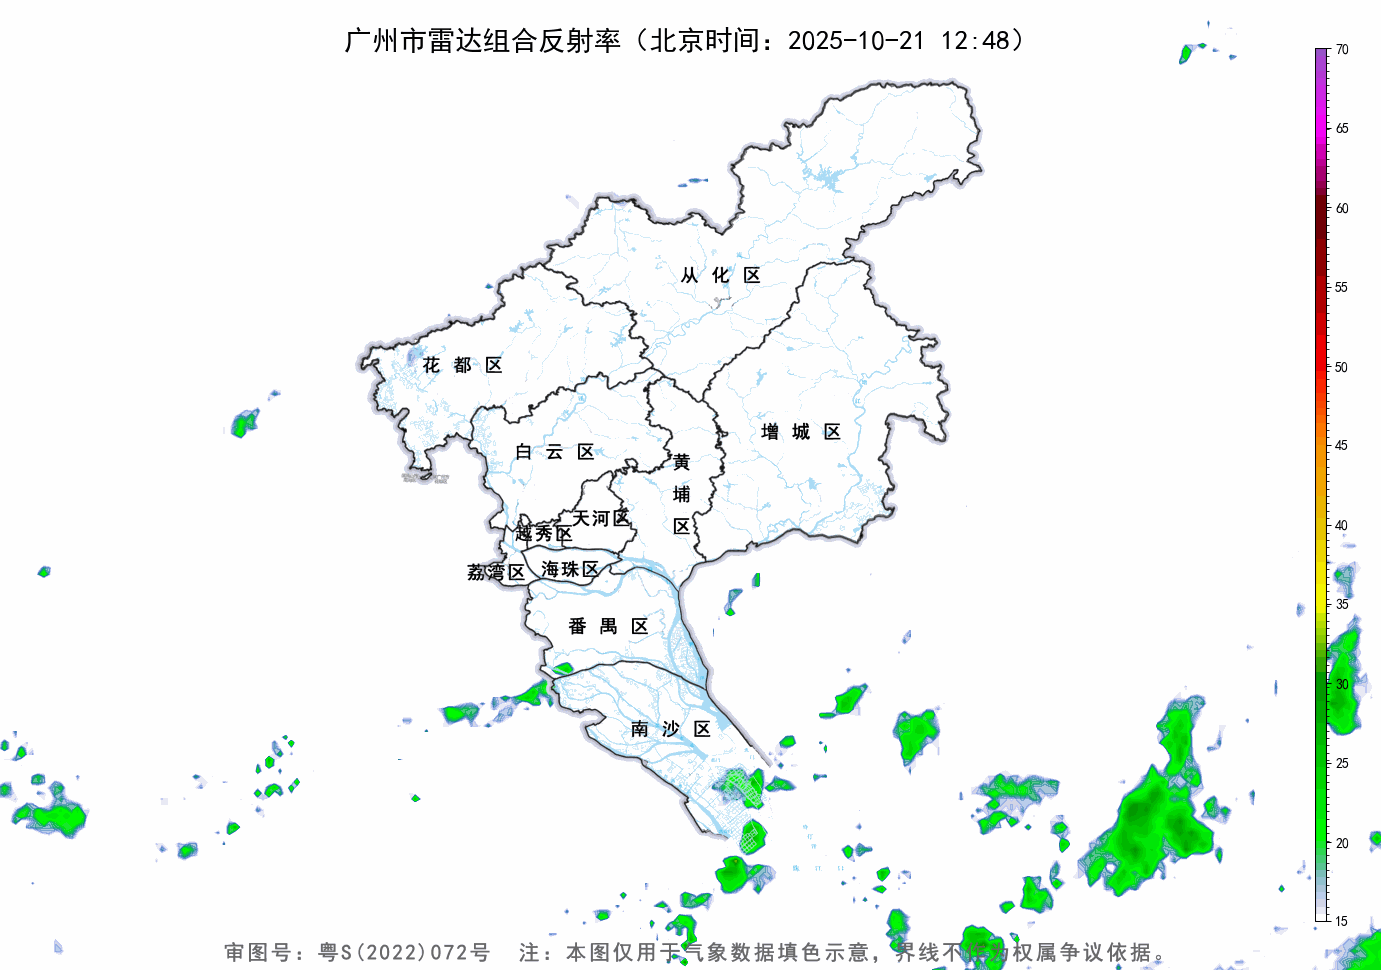 广州市雷达组合反射率（北京时间：2025-10-21 12:48）
70
65
60
55
50
45
40
35
30
25
20
15
从化区
花都区
增城区
白云区
黄埔区
天河区
越秀区
海珠区
荔湾区
番禺区
南沙区
审图号：粤S(2022)072号 注：本图仅用于气象数据填色示意，界线不作为权属争议依据。